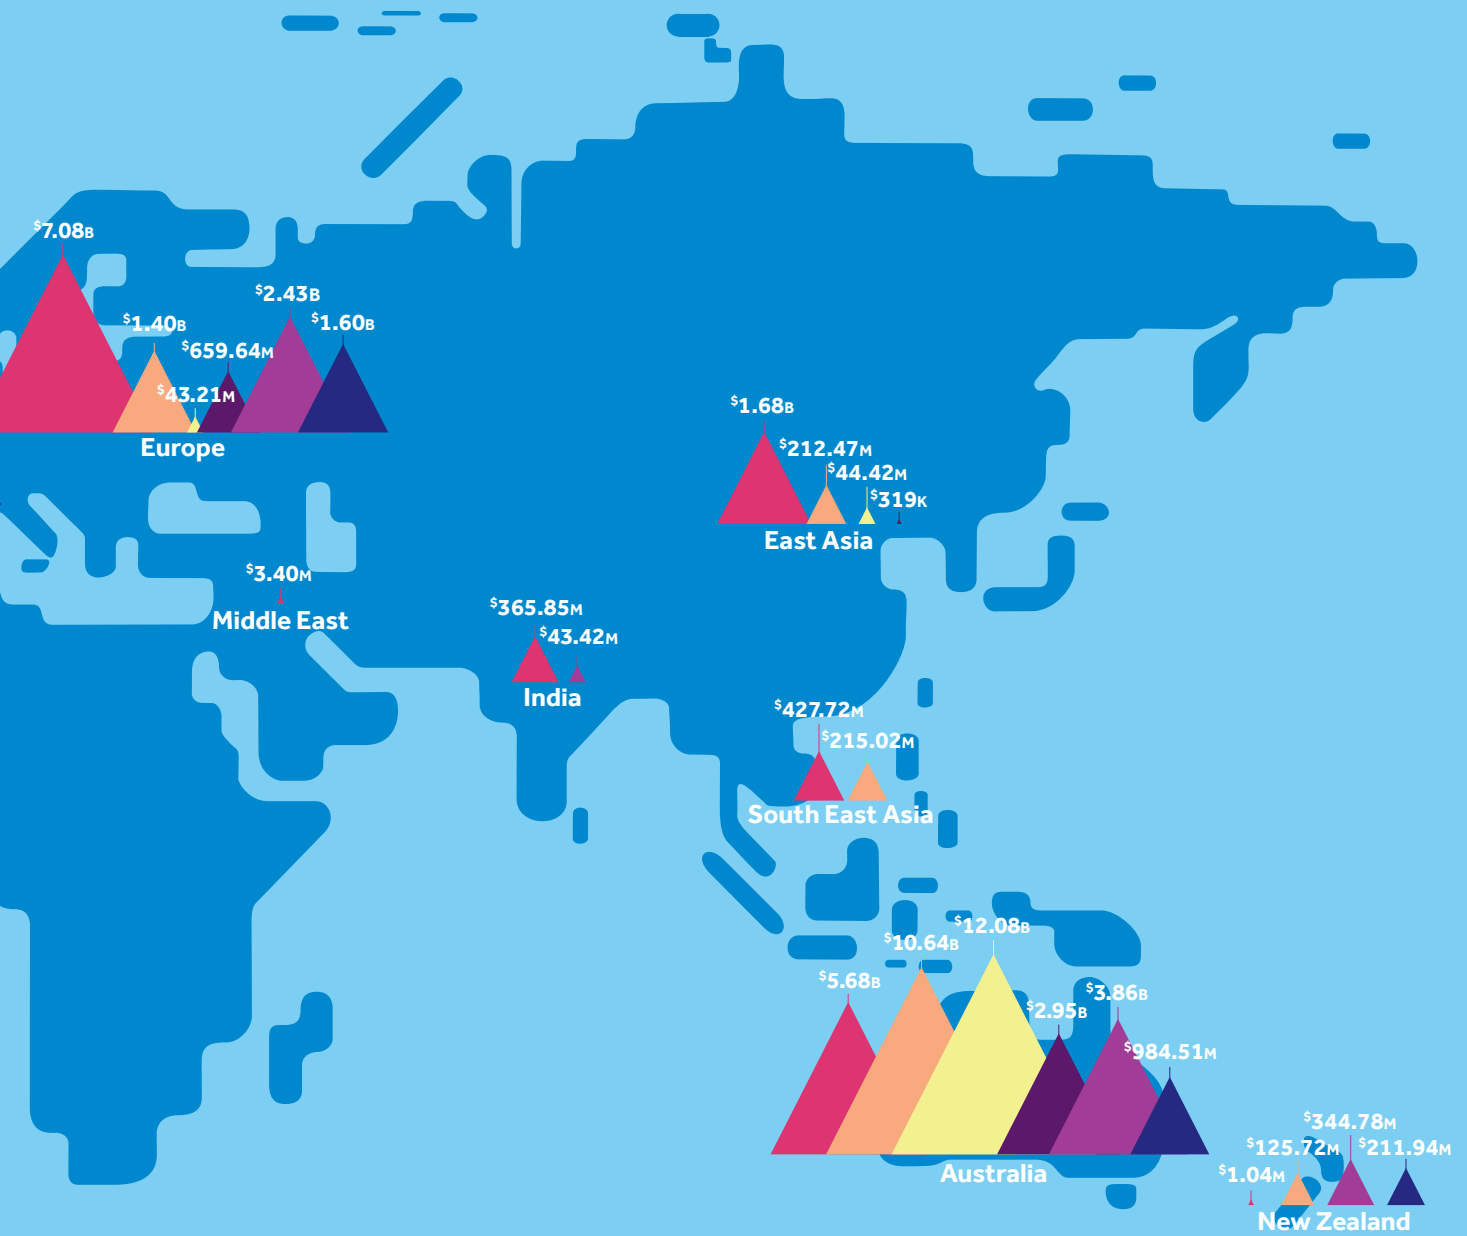 $7.08B
$1.40B
$43.21M
$659.64M
$2.43B
$1.60B
Europe
$1.68B
$212.47M
$44.42M
$319K
East Asia
$3.40M
Middle East
$365.85M
$43.42M
India
$427.72M
$215.02M
South East Asia
$5.68B
$10.64B
$12.08B
$2.95B
$3.86B
$984.51M
Australia
$1.04M
$125.72M
$344.78M
$211.94M
New Zealand